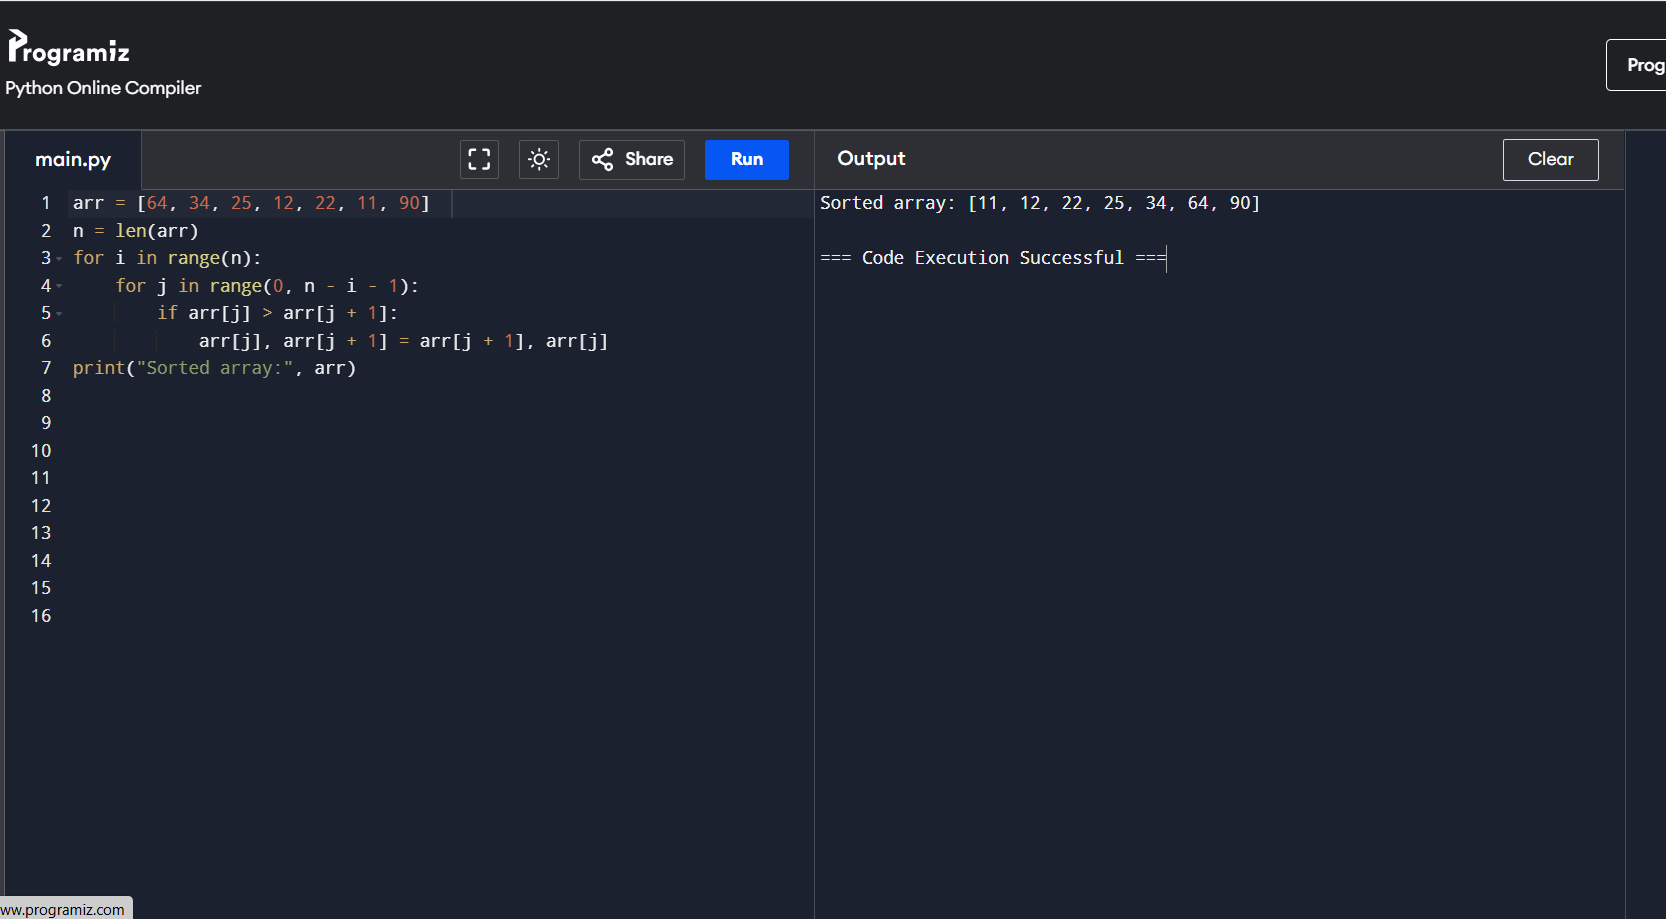 Programiz
Python Online Compiler
Prog
main.py
Share
Run
Output
Clear
1 arr = [64, 34, 25, 12, 22, 11, 90]
2 n = len(arr)
3 for i in range(n):
4     for j in range(0, n - i - 1):
5         if arr[j] > arr[j + 1]:
6             arr[j], arr[j + 1] = arr[j + 1], arr[j]
7 print("Sorted array:", arr)
8
9
10
11
12
13
14
15
16
Sorted array: [11, 12, 22, 25, 34, 64, 90]
=== Code Execution Successful ===
ww.programiz.com